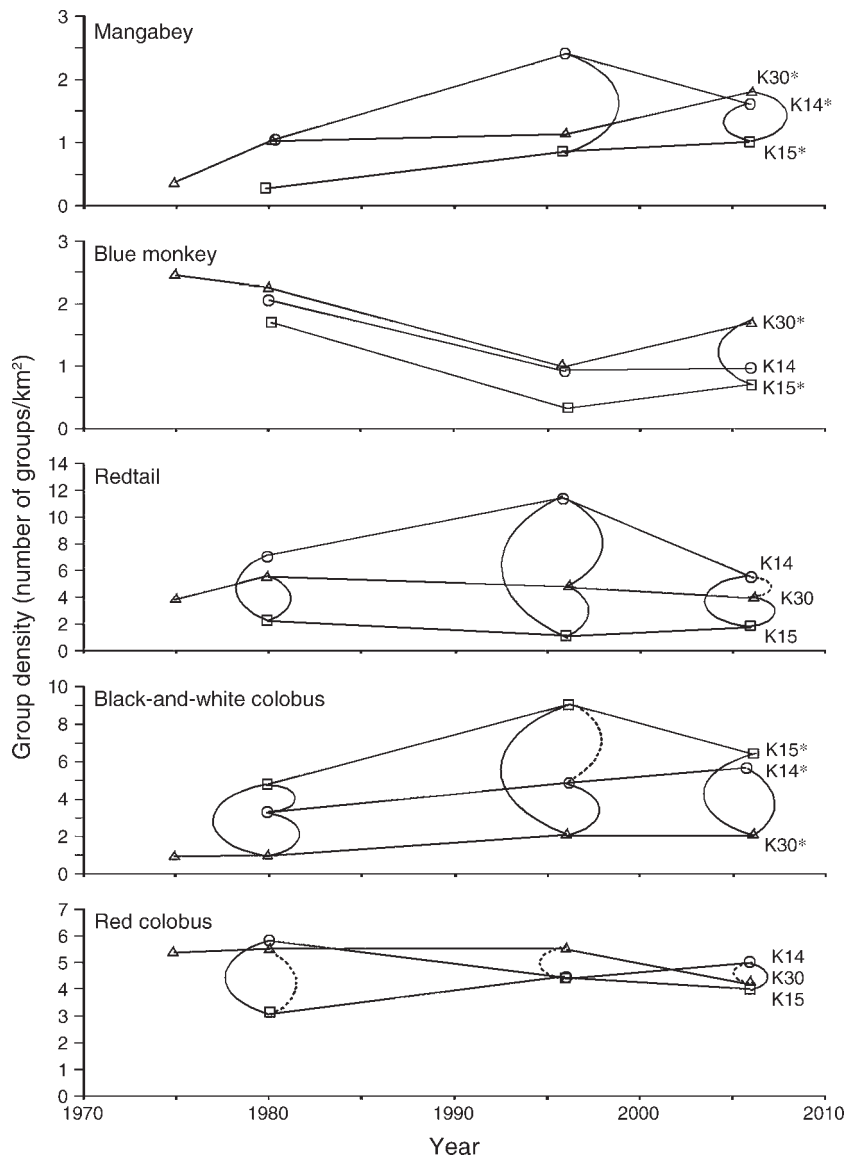 Mangabey
3
2
1
0
K30*
K14*
K15*
Blue monkey
3
2
1
0
K30*
K14
K15*
Redtail
14
12
10
8
6
4
2
0
K14
K30
K15
Black-and-white colobus
10
8
6
4
2
0
K15*
K14*
K30*
Red colobus
7
6
5
4
3
2
1
0
K14
K30
K15
1970
1980
1990
2000
2010
Year
Group density (number of groups/km²)